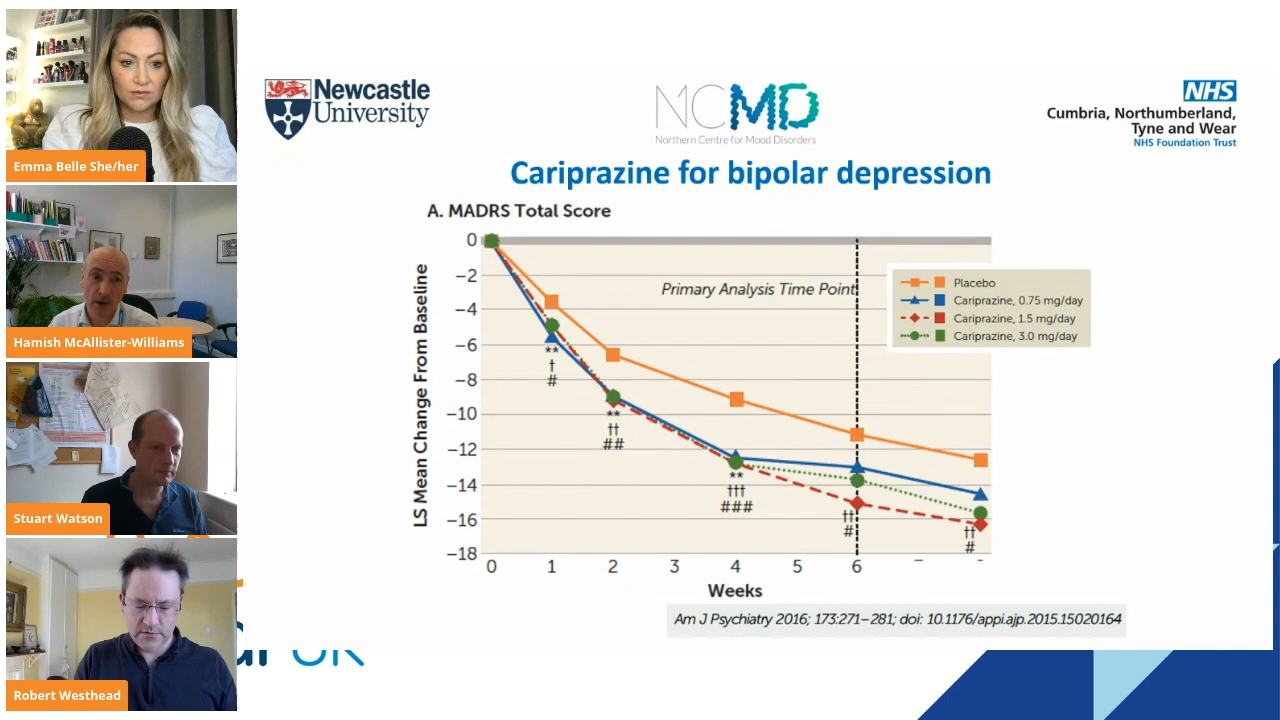 Emma Belle She/her
Hamish McAllister-Williams
Stuart Watson
Robert Westhead
Newcastle
University
NCMD
Northern Centre for Mood Disorders
NHS
Cumbria, Northumberland,
Tyne and Wear
NHS Foundation Trust
Cariprazine for bipolar depression
A. MADRS Total Score
LS Mean Change From Baseline
0
−2
−4
−6
−8
−10
−12
−14
−16
−18
Primary Analysis Time Point
Placebo
Cariprazine, 0.75 mg/day
Cariprazine, 1.5 mg/day
Cariprazine, 3.0 mg/day
**
†
#
**
††
##
**
†††
###
††
#
††
#
0 1 2 3 4 5 6
Weeks
Am J Psychiatry 2016; 173:271–281; doi: 10.1176/appi.ajp.2015.15020164
UK